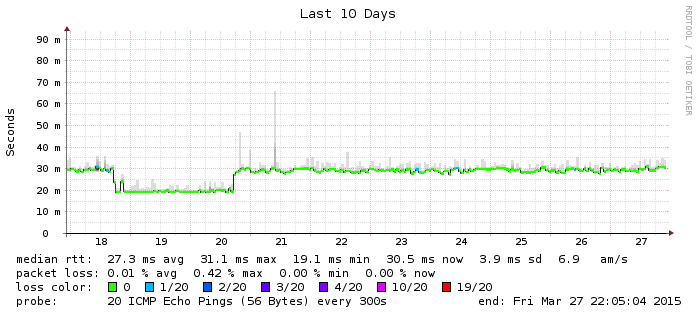 Last 10 Days
RRDTOOL / TOBI OETIKER
Seconds
90 m
80 m
70 m
60 m
50 m
40 m
30 m
20 m
10 m
0
18 19 20 21 22 23 24 25 26 27
median rtt: 27.3 ms avg 31.1 ms max 19.1 ms min 30.5 ms now 3.9 ms sd 6.9 am/s
packet loss: 0.01 % avg 0.42 % max 0.00 % min 0.00 % now
loss color: 0 1/20 2/20 3/20 4/20 10/20 19/20
probe: 20 ICMP Echo Pings (56 Bytes) every 300s end: Fri Mar 27 22:05:04 2015